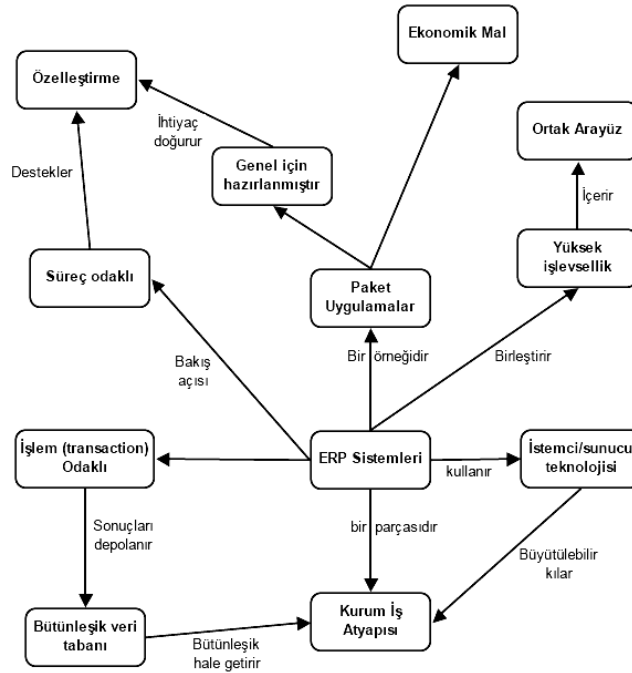 Ekonomik Mal
Özelleştirme
İhtiyaç
doğurur
Ortak Arayüz
Genel için
hazırlanmıştır
Destekler
İçerir
Süreç odaklı
Yüksek
işlevsellik
Paket
Uygulamalar
Bakış
açısı
Bir örneğidir
Birleştirir
İşlem (transaction)
Odaklı
ERP Sistemleri
kullanır
İstemci/sunucu
teknolojisi
Sonuçları
depolanır
bir parçasıdır
Büyütülebilir
kılar
Bütünleşik veri
tabanı
Bütünleşik
hale getirir
Kurum İş
Atyapısı